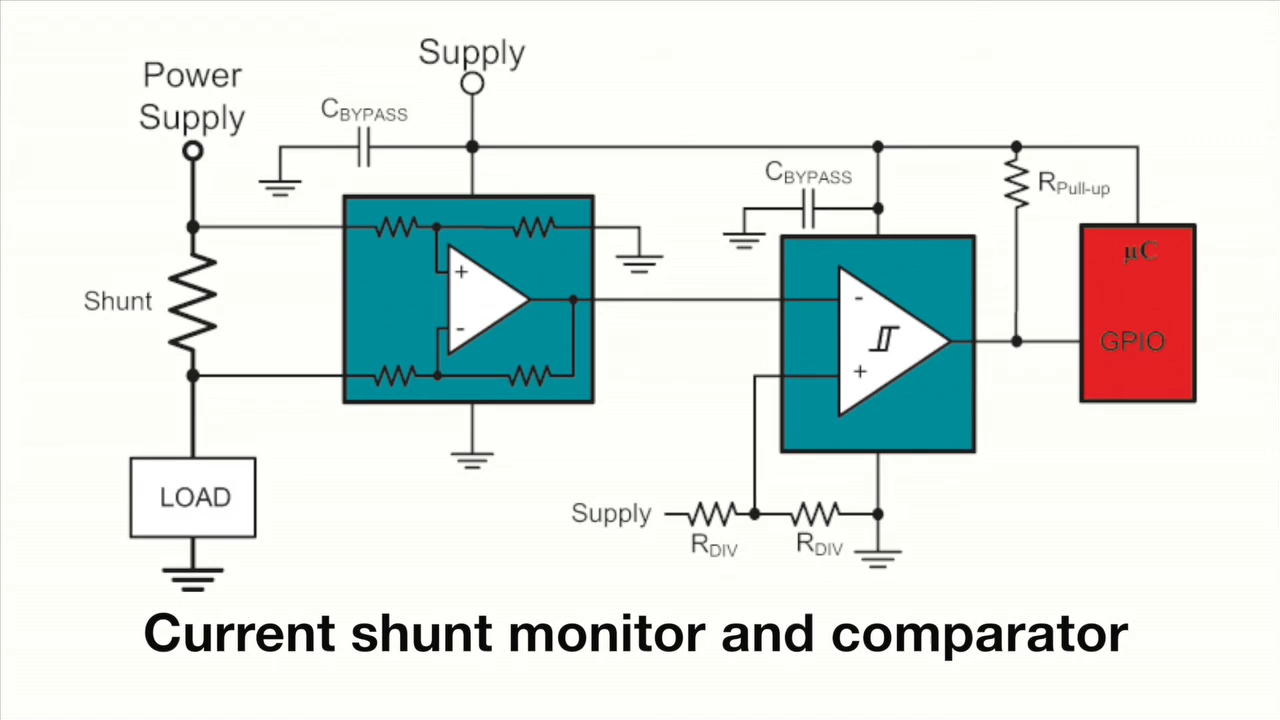 Supply
Power
Supply
CBYPASS
CBYPASS
RPull-up
µC
+
-
Shunt
-
+
GPIO
LOAD
Supply
RDIV
RDIV
Current shunt monitor and comparator